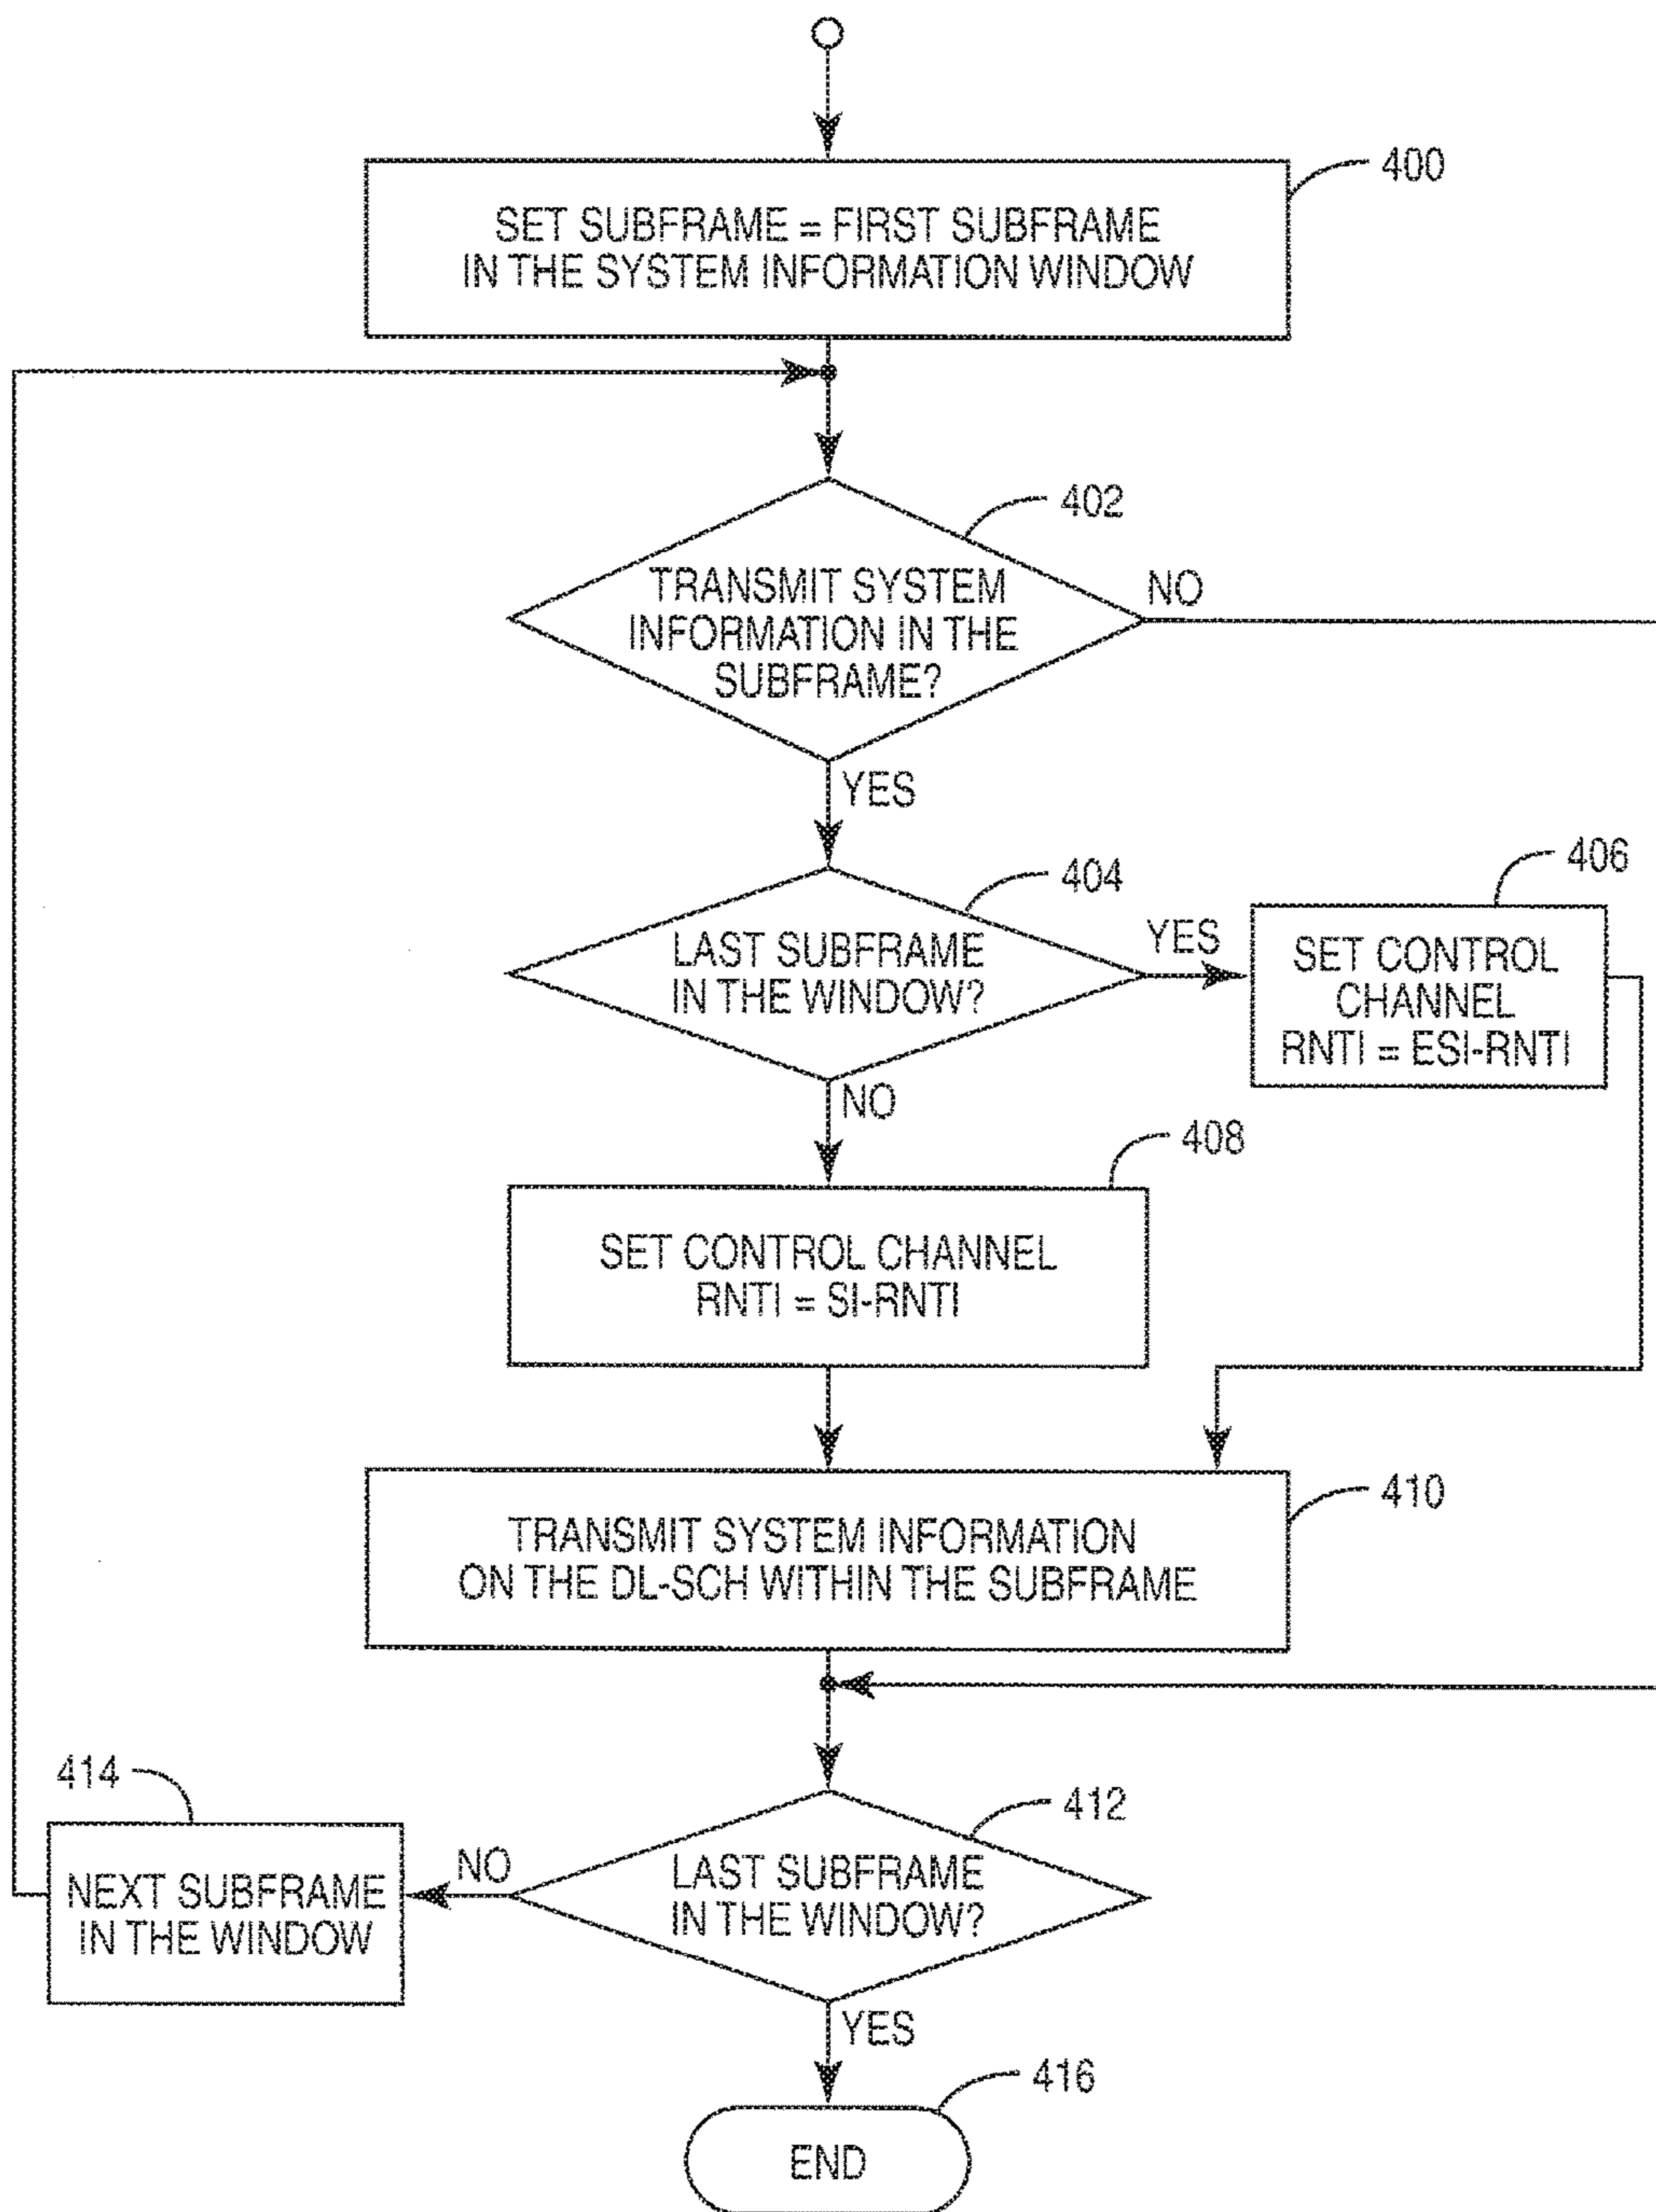 400
SET SUBFRAME = FIRST SUBFRAME
IN THE SYSTEM INFORMATION WINDOW
402
TRANSMIT SYSTEM
INFORMATION IN THE
SUBFRAME?
NO
YES
404
LAST SUBFRAME
IN THE WINDOW?
YES
406
SET CONTROL
CHANNEL
RNTI = ESI-RNTI
NO
408
SET CONTROL CHANNEL
RNTI = SI-RNTI
410
TRANSMIT SYSTEM INFORMATION
ON THE DL-SCH WITHIN THE SUBFRAME
412
LAST SUBFRAME
IN THE WINDOW?
NO
414
NEXT SUBFRAME
IN THE WINDOW
YES
416
END